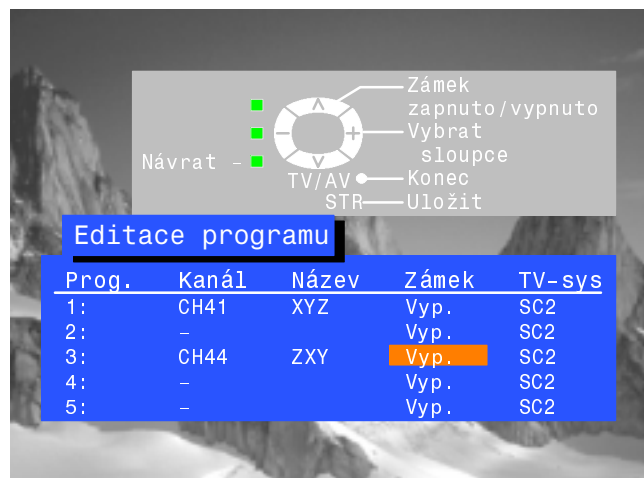 Zámek
zapnuto/vypnuto
Vybrat
sloupce
Návrat -
TV/AV Konec
STR Uložit
Editace programu
Prog. Kanál Název Zámek TV-sys
1: CH41 XYZ Vyp. SC2
2: - Vyp. SC2
3: CH44 ZXY Vyp. SC2
4: - Vyp. SC2
5: - Vyp. SC2